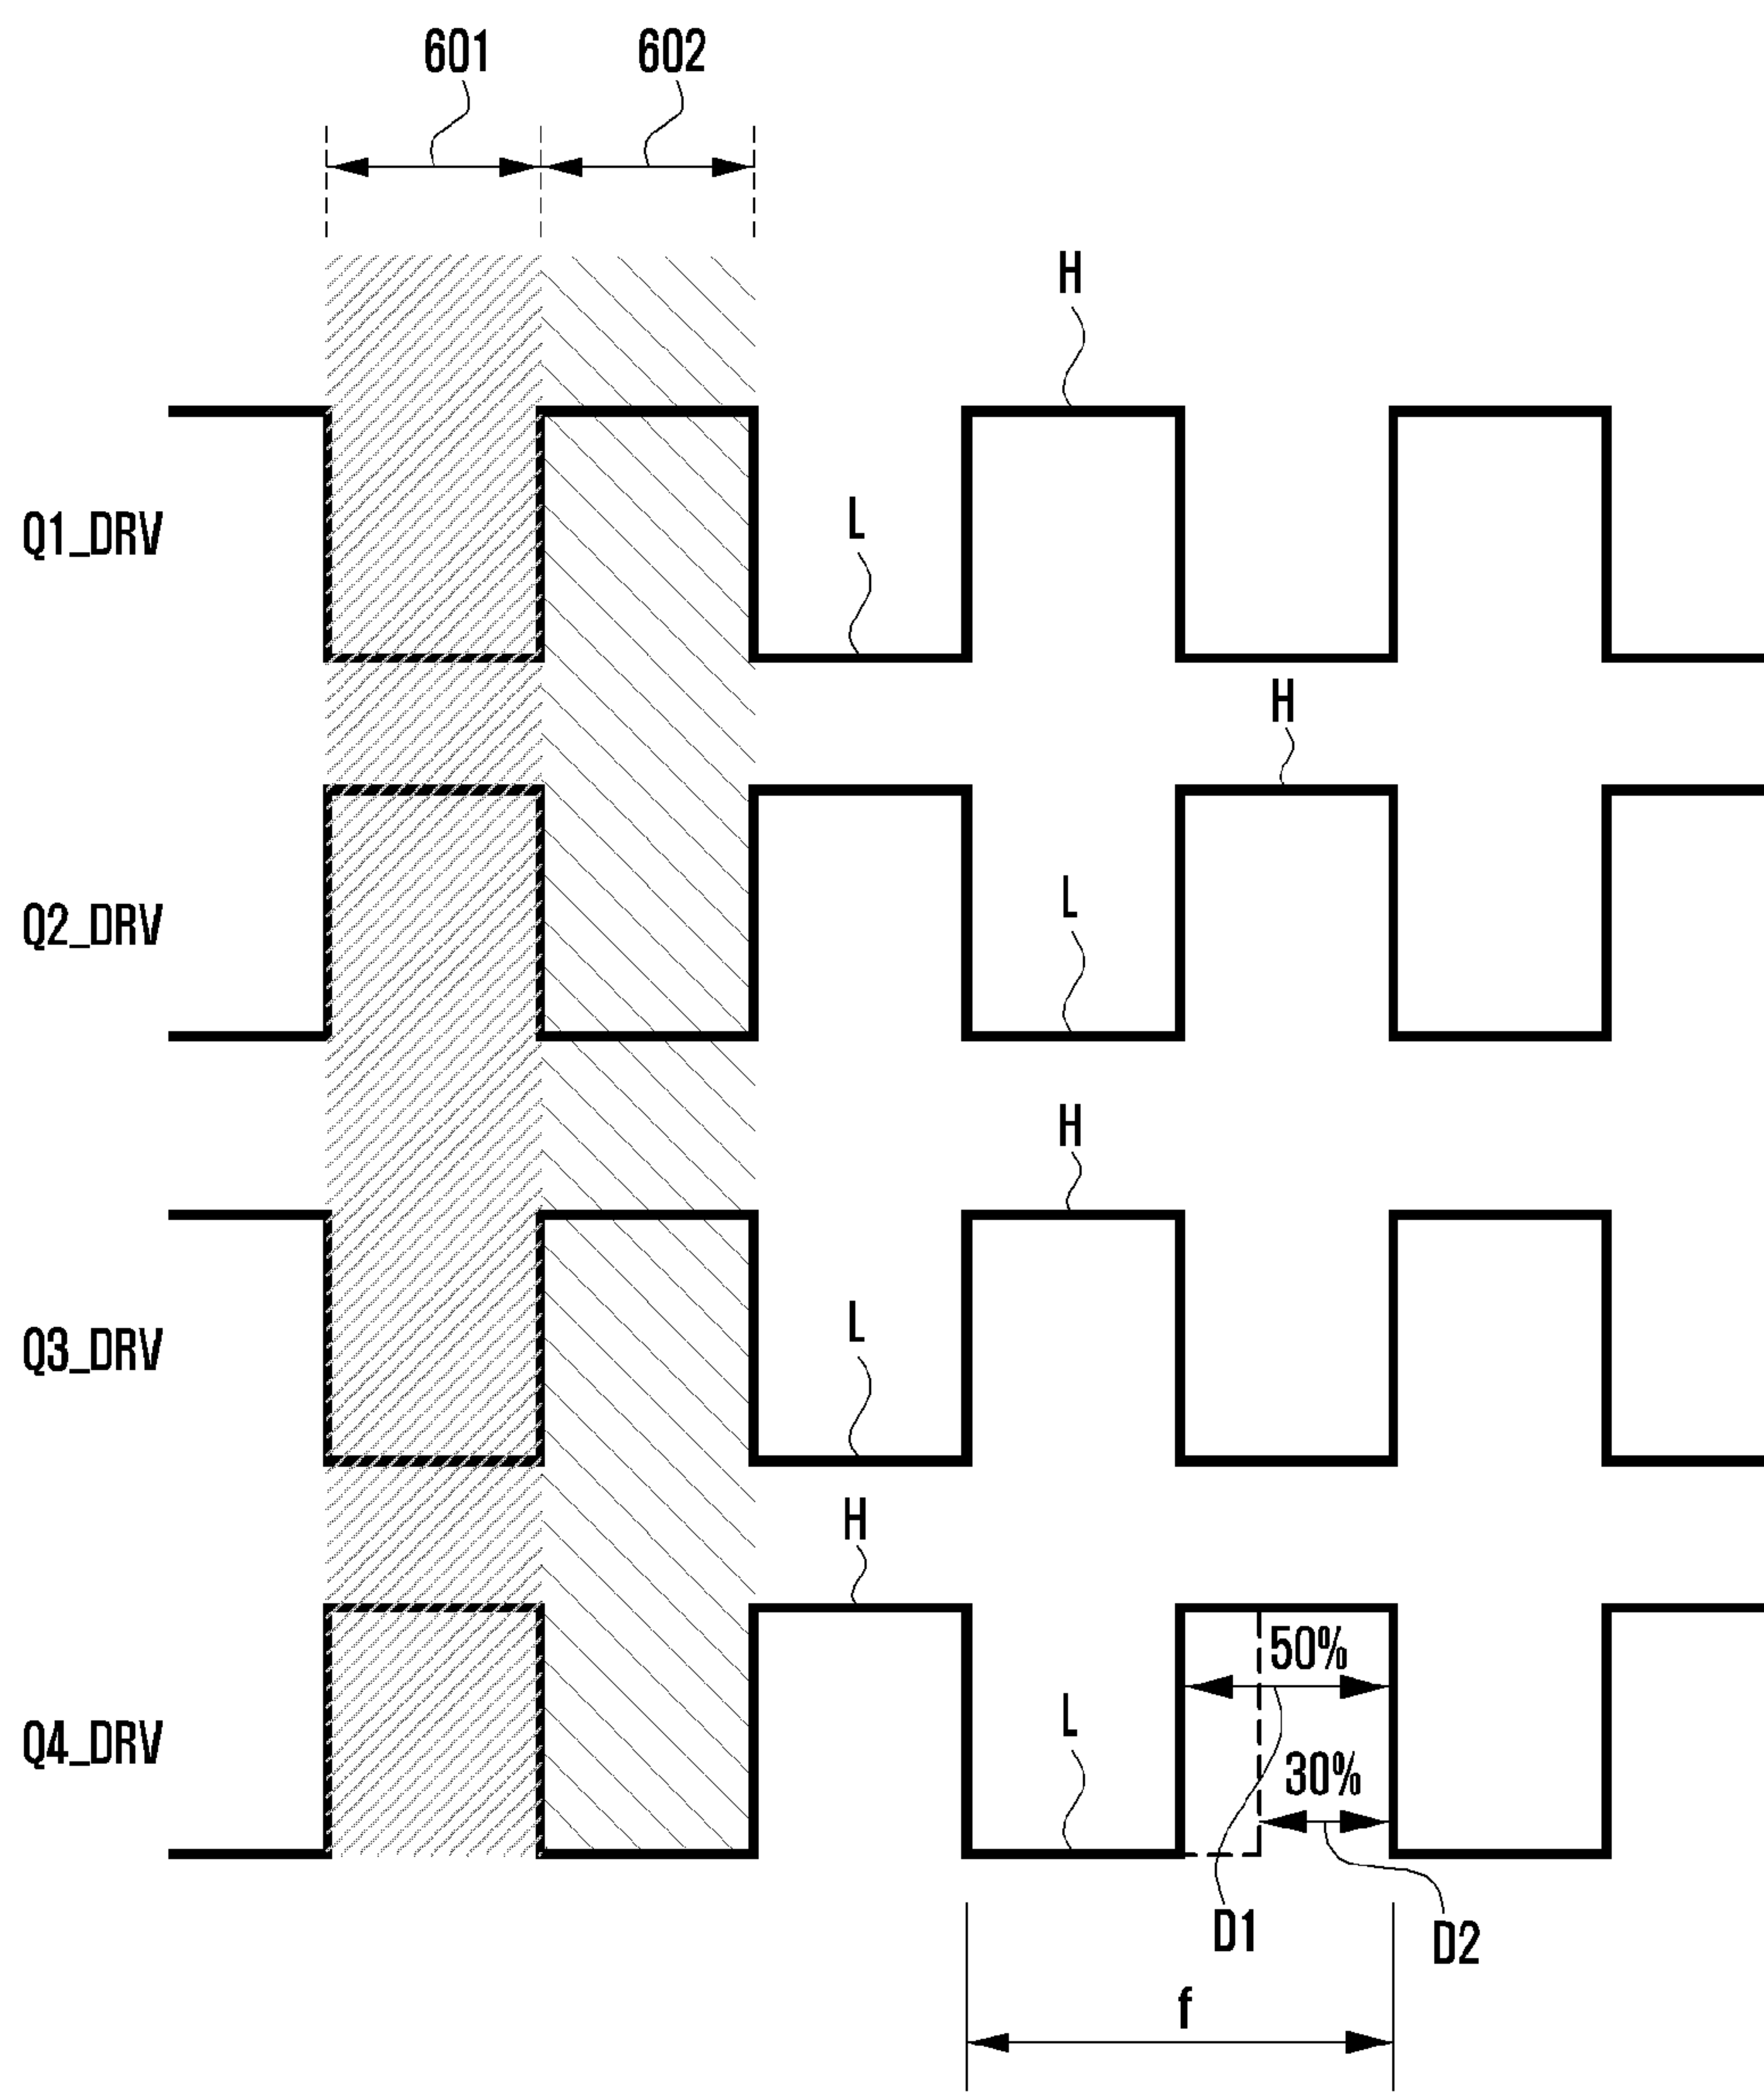 601 602
H
L
Q1_DRV
H
L
Q2_DRV
H
L
Q3_DRV
H
50%
L
Q4_DRV
30%
D1
D2
f